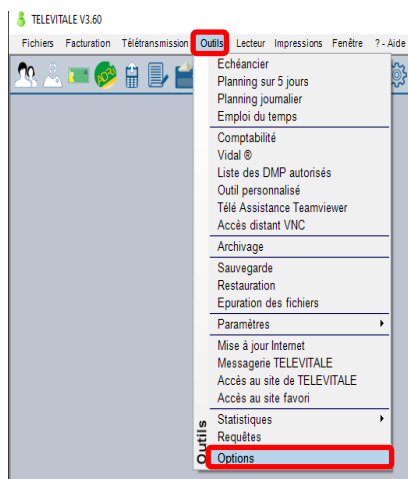 TELEVITALE V3.60
Fichiers Facturation Télétransmission Outils Lecteur Impressions Fenêtre ? - Aide
ADRi
Echéancier
Planning sur 5 jours
Planning journalier
Emploi du temps
Comptabilité
Vidal ®
Liste des DMP autorisés
Outil personnalisé
Télé Assistance Teamviewer
Accès distant VNC
Archivage
Sauvegarde
Restauration
Epuration des fichiers
Paramètres
Mise à jour Internet
Messagerie TELEVITALE
Accès au site de TELEVITALE
Accès au site favori
Statistiques
Requêtes
Options
Outils